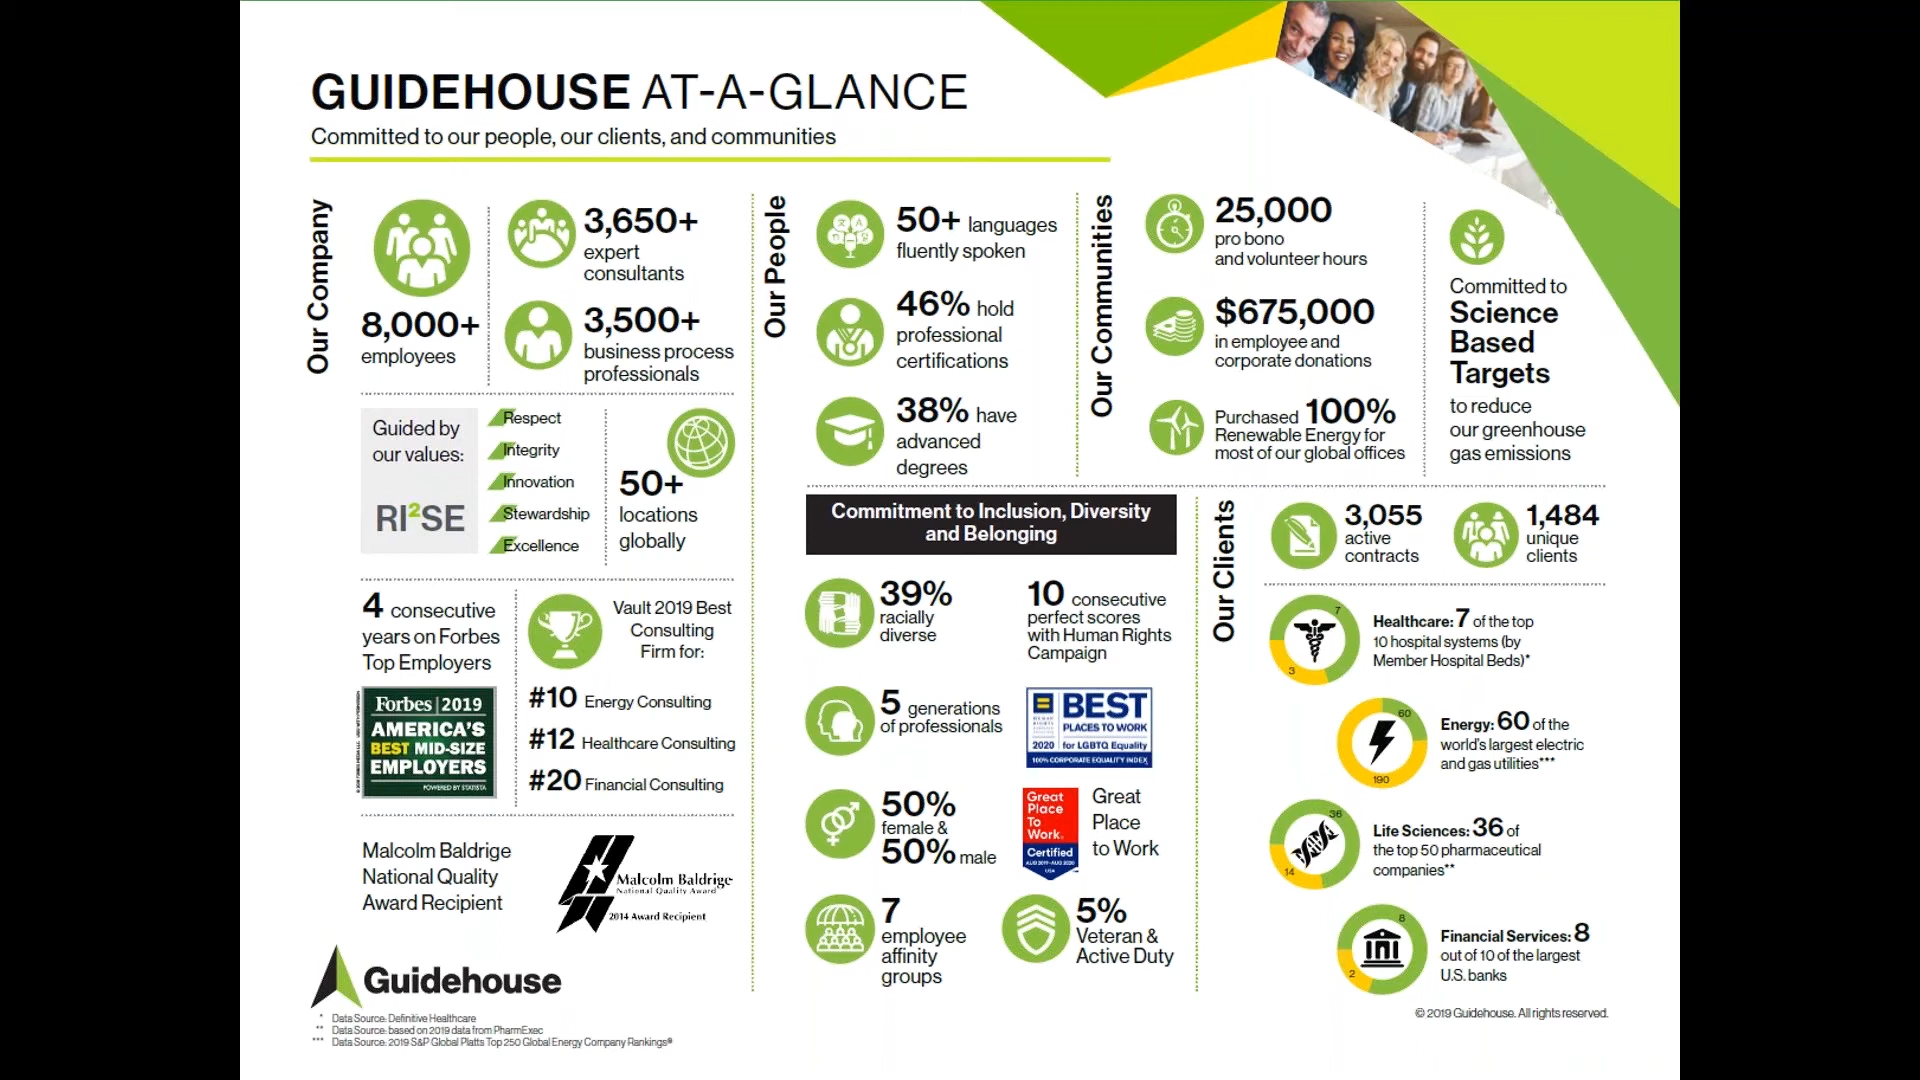 GUIDEHOUSE AT-A-GLANCE
Committed to our people, our clients, and communities
Our Company
8,000+
employees
3,650+
expert
consultants
3,500+
business process
professionals
Guided by
our values:
RI²SE
Respect
Integrity
Innovation
Stewardship
Excellence
50+
locations
globally
4 consecutive
years on Forbes
Top Employers
Forbes | 2019
AMERICA'S
BEST MID-SIZE
EMPLOYERS
POWERED BY STATISTA
Vault 2019 Best
Consulting
Firm for:
#10 Energy Consulting
#12 Healthcare Consulting
#20 Financial Consulting
Malcolm Baldrige
National Quality
Award Recipient
Malcolm Baldrige
National Quality Award
2014 Award Recipient
Our People
50+ languages
fluently spoken
46% hold
professional
certifications
38% have
advanced
degrees
Our Communities
25,000
pro bono
and volunteer hours
$675,000
in employee and
corporate donations
Purchased 100%
Renewable Energy for
most of our global offices
Committed to
Science
Based
Targets
to reduce
our greenhouse
gas emissions
Commitment to Inclusion, Diversity
and Belonging
39%
racially
diverse
10 consecutive
perfect scores
with Human Rights
Campaign
5 generations
of professionals
BEST
PLACES TO WORK
2020 for LGBTQ Equality
100% CORPORATE EQUALITY INDEX
50%
female &
50% male
Great
Place
To
Work.
Certified
AUG 2019-AUG 2020
USA
Great
Place
to Work
7
employee
affinity
groups
5%
Veteran &
Active Duty
Our Clients
3,055
active
contracts
1,484
unique
clients
7
3
Healthcare: 7 of the top
10 hospital systems (by
Member Hospital Beds)*
60
190
Energy: 60 of the
world's largest electric
and gas utilities***
36
14
Life Sciences: 36 of
the top 50 pharmaceutical
companies**
8
2
Financial Services: 8
out of 10 of the largest
U.S. banks
Guidehouse
* Data Source: Definitive Healthcare
** Data Source: based on 2019 data from PharmExec
*** Data Source: 2019 S&P Global Platts Top 250 Global Energy Company Rankings®
© 2019 Guidehouse. All rights reserved.